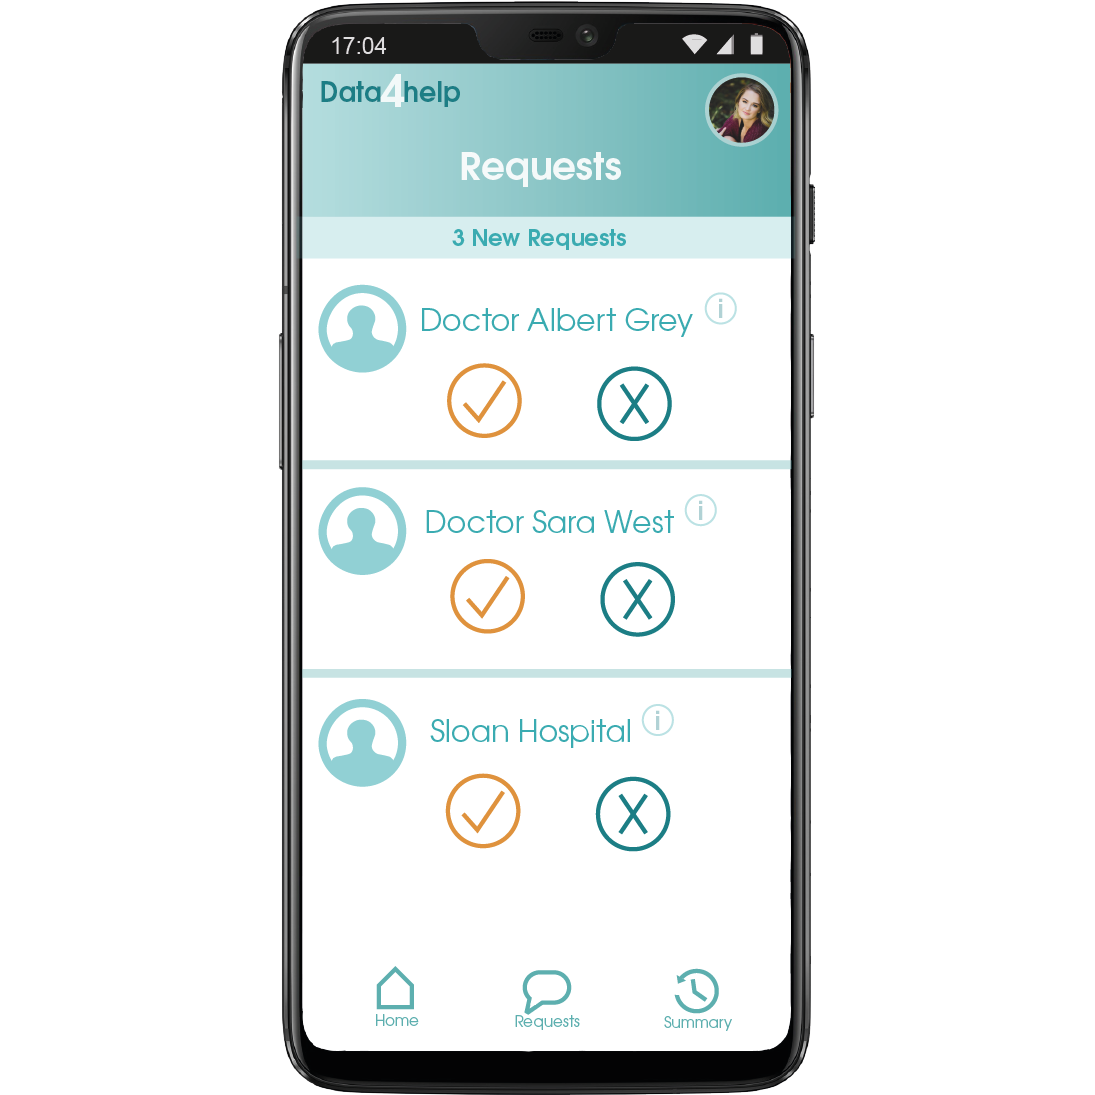 17:04
Data4help
Requests
3 New Requests
Doctor Albert Grey i
X
Doctor Sara West i
X
Sloan Hospital i
X
Home Requests Summary